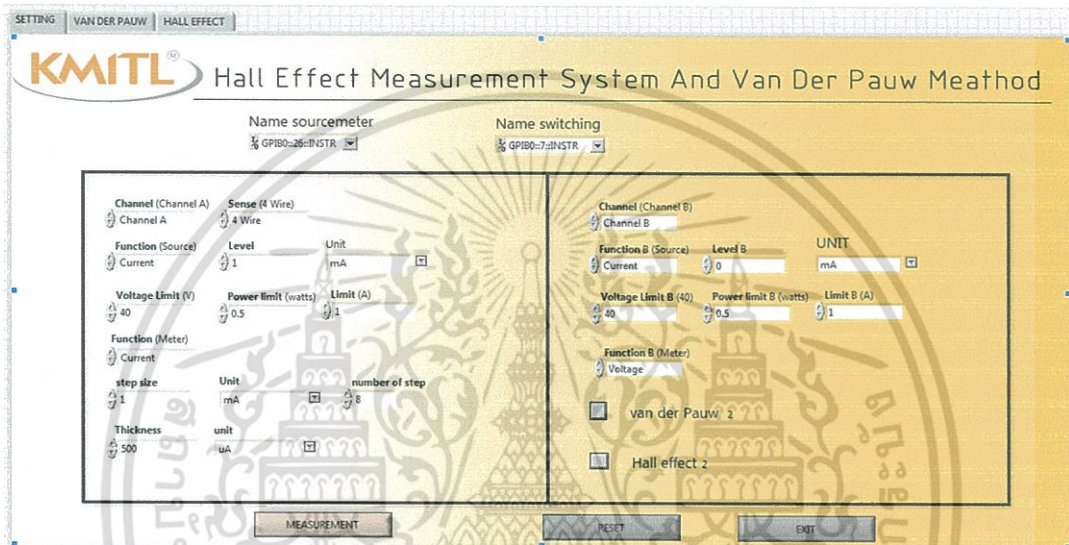 SETTING VAN DER PAUW HALL EFFECT
KMITL®
Hall Effect Measurement System And Van Der Pauw Meathod
Name sourcemeter Name switching
GPIB0::26::INSTR GPIB0::7::INSTR
Channel (Channel A) Sense (4 Wire)
Channel A 4 Wire
Function (Source) Level Unit
Current 1 mA
Voltage Limit (V) Power limit (watts) Limit (A)
40 0.5 1
Function (Meter)
Current
step size Unit number of step
1 mA 8
Thickness unit
500 uA
Channel (Channel B)
Channel B
Function B (Source) Level B UNIT
Current 0 mA
Voltage Limit B (40) Power limit B (watts) Limit B (A)
40 0.5 1
Function B (Meter)
Voltage
van der Pauw 2
Hall effect 2
MEASUREMENT RESET EXIT